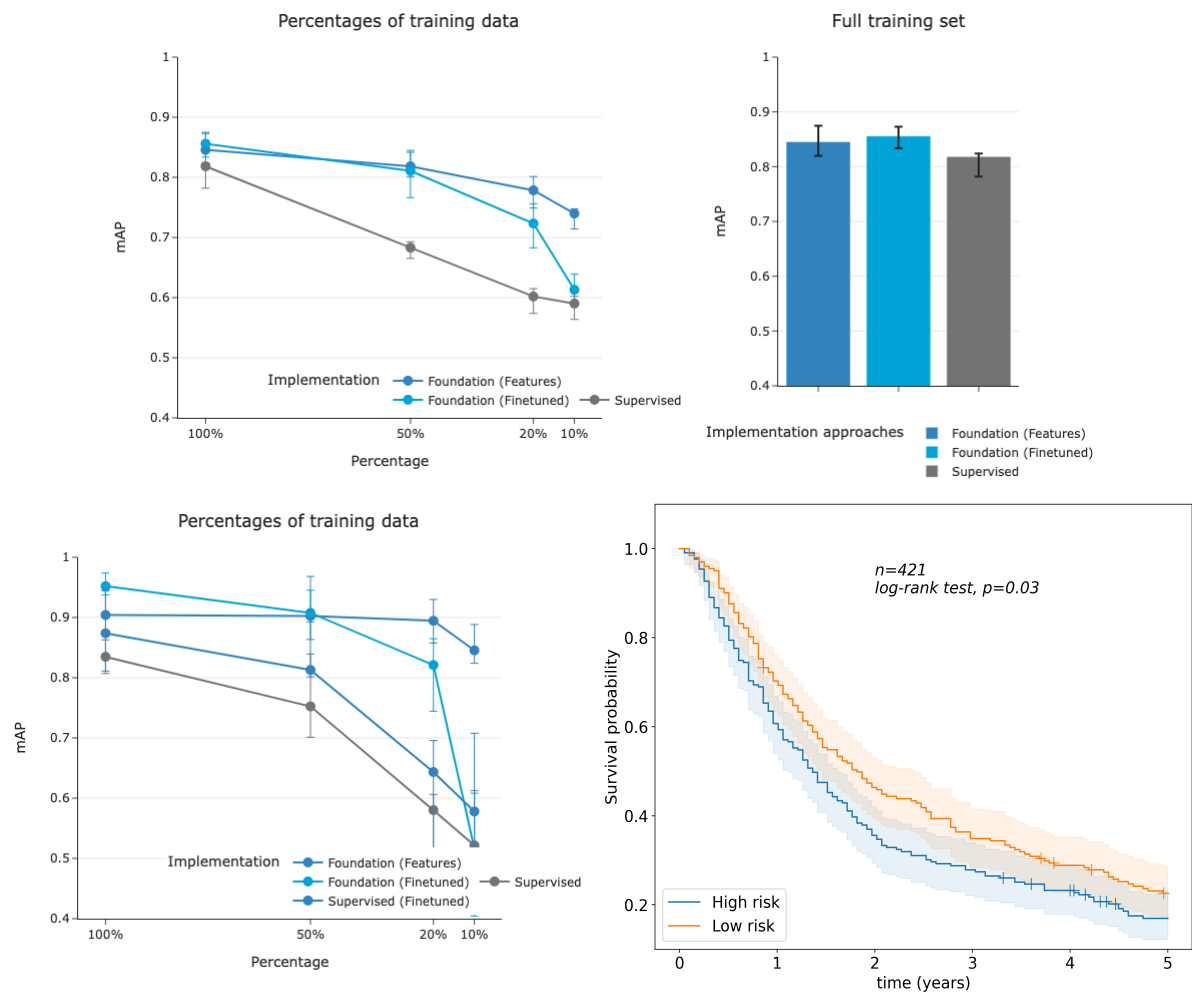 Percentages of training data
1
0.9
0.8
0.7
0.6
0.5
0.4
mAP
100%
50%
20%
10%
Percentage
Implementation
Foundation (Features)
Foundation (Finetuned)
Supervised
Full training set
1
0.9
0.8
0.7
0.6
0.5
0.4
mAP
Implementation approaches
Foundation (Features)
Foundation (Finetuned)
Supervised
Percentages of training data
1
0.9
0.8
0.7
0.6
0.5
0.4
mAP
100%
50%
20%
10%
Percentage
Implementation
Foundation (Features)
Foundation (Finetuned)
Supervised
Supervised (Finetuned)
1.0
0.8
0.6
0.4
0.2
Survival probability
n=421
log-rank test, p=0.03
High risk
Low risk
0
1
2
3
4
5
time (years)